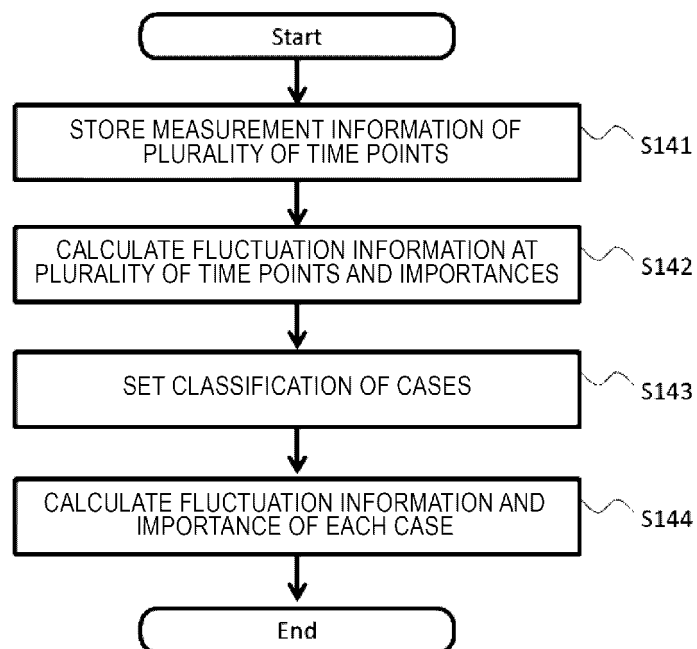 Start
STORE MEASUREMENT INFORMATION OF
PLURALITY OF TIME POINTS
S141
CALCULATE FLUCTUATION INFORMATION AT
PLURALITY OF TIME POINTS AND IMPORTANCES
S142
SET CLASSIFICATION OF CASES
S143
CALCULATE FLUCTUATION INFORMATION AND
IMPORTANCE OF EACH CASE
S144
End